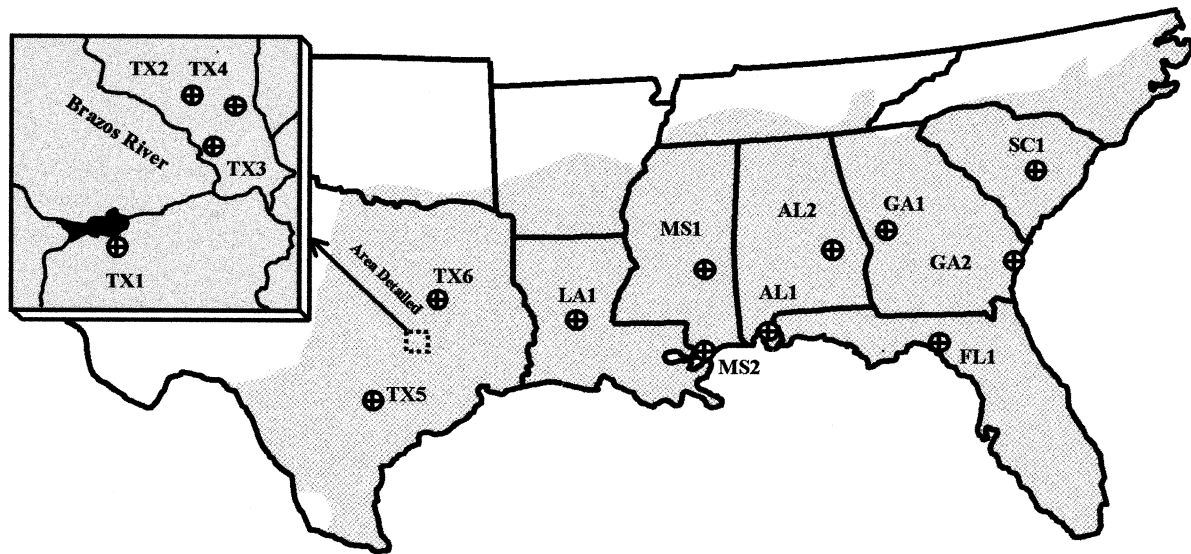 TX2 TX4
Brazos River
TX3
TX1
Area Detailed
TX6
TX5
LA1
MS1
MS2
AL2
AL1
GA1
GA2
SC1
FL1